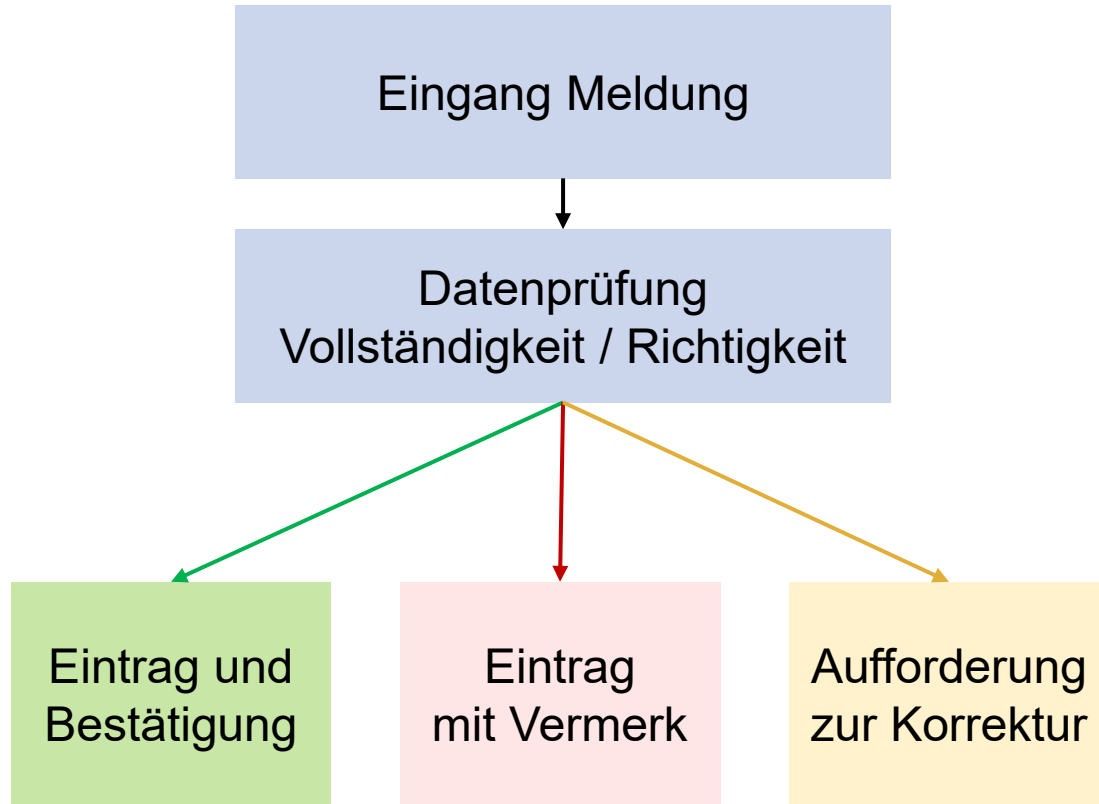 Eingang Meldung
Datenprüfung
Vollständigkeit / Richtigkeit
Eintrag und
Bestätigung
Eintrag
mit Vermerk
Aufforderung
zur Korrektur